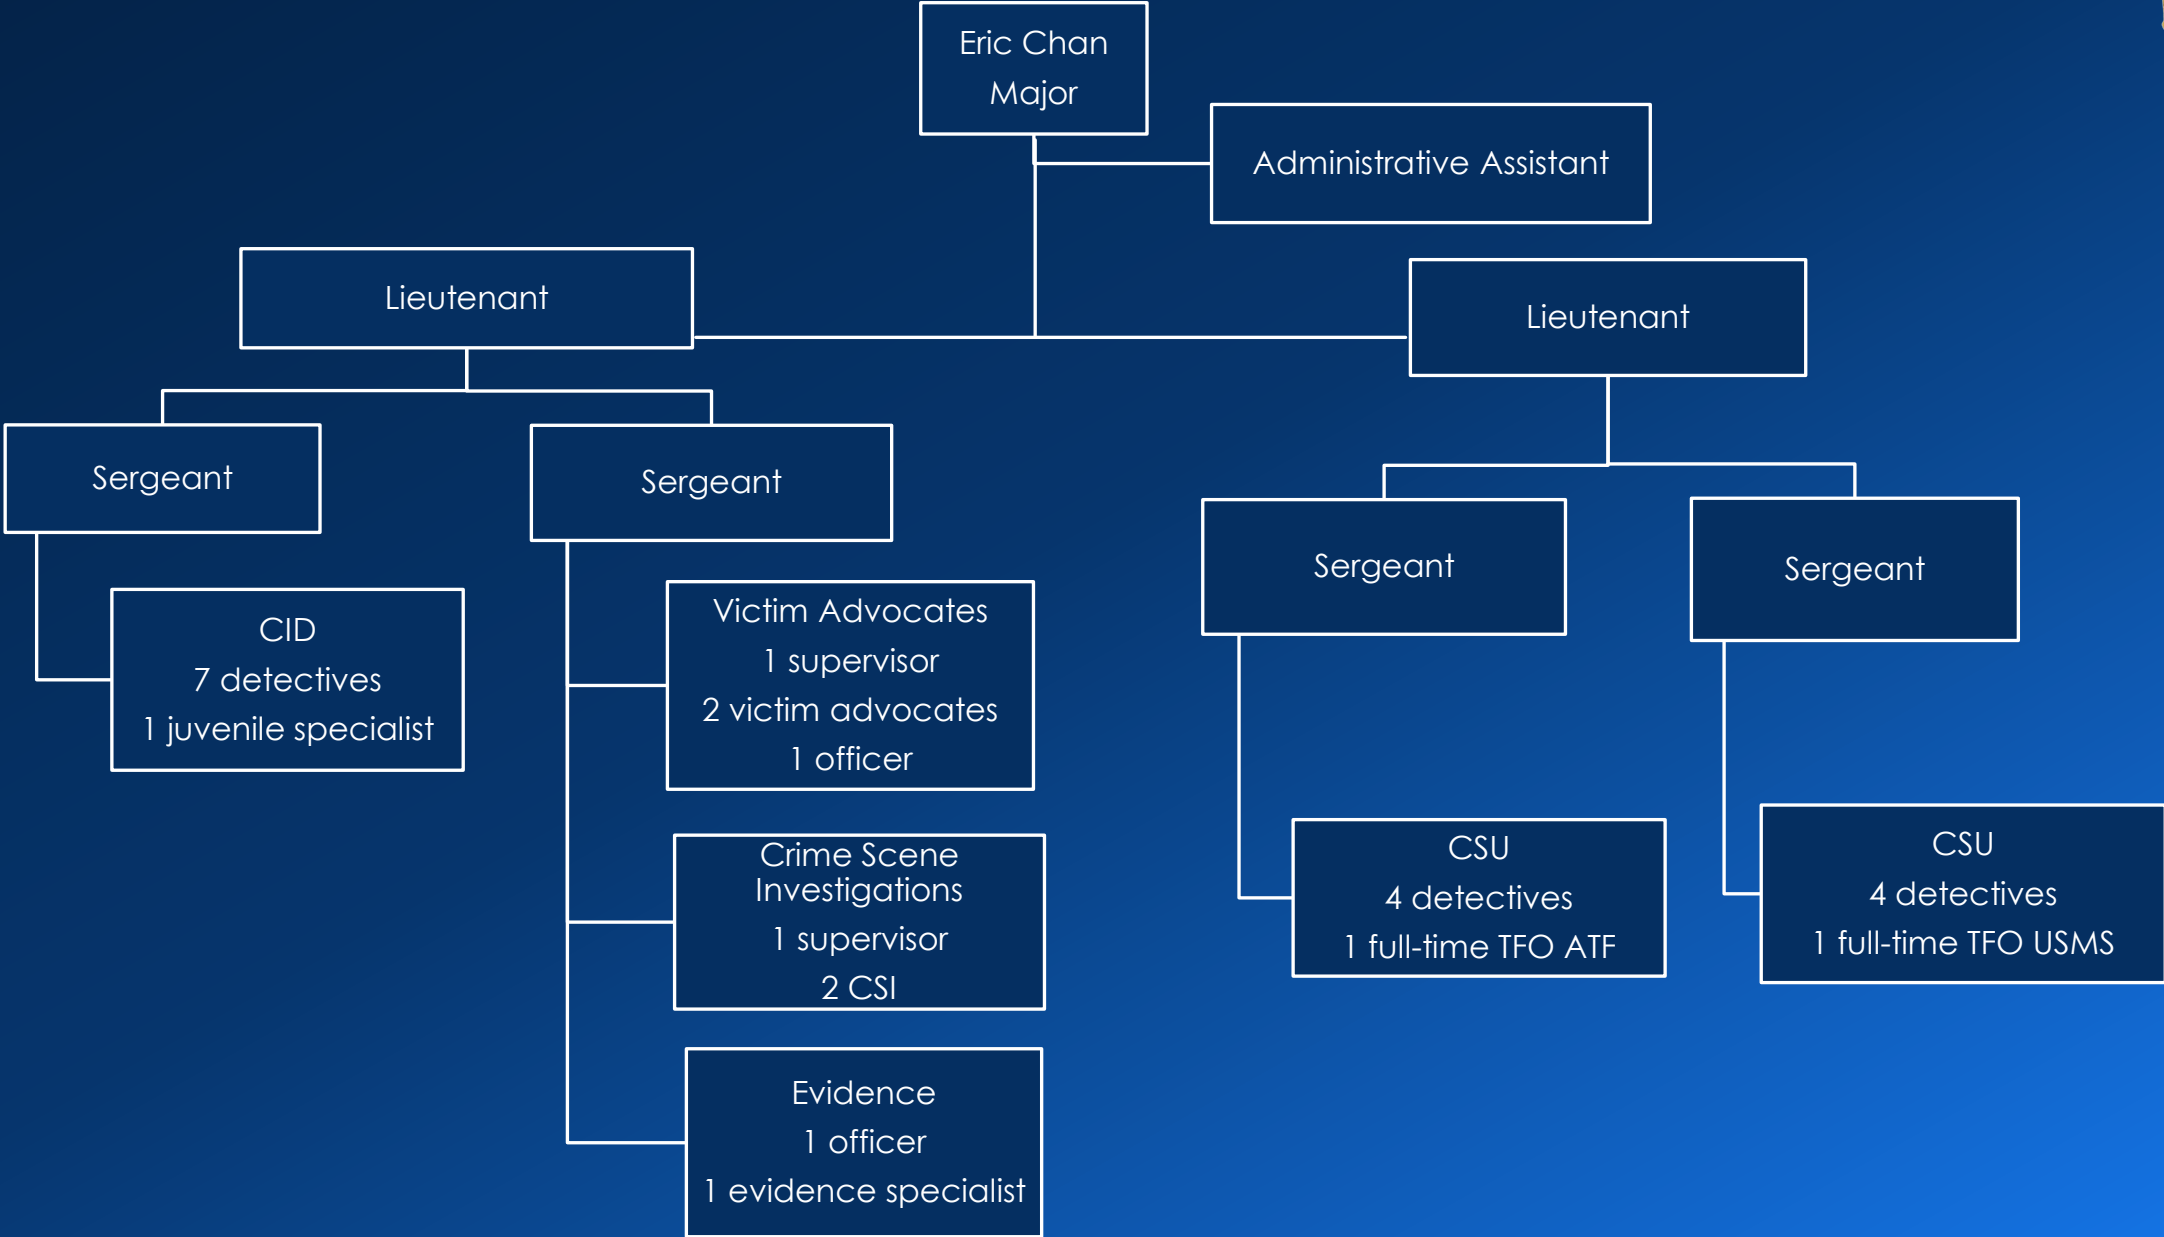 Eric Chan
Major
Administrative Assistant
Lieutenant
Lieutenant
Sergeant
Sergeant
Sergeant
Sergeant
CID
7 detectives
1 juvenile specialist
Victim Advocates
1 supervisor
2 victim advocates
1 officer
Crime Scene
Investigations
1 supervisor
2 CSI
Evidence
1 officer
1 evidence specialist
CSU
4 detectives
1 full-time TFO ATF
CSU
4 detectives
1 full-time TFO USMS